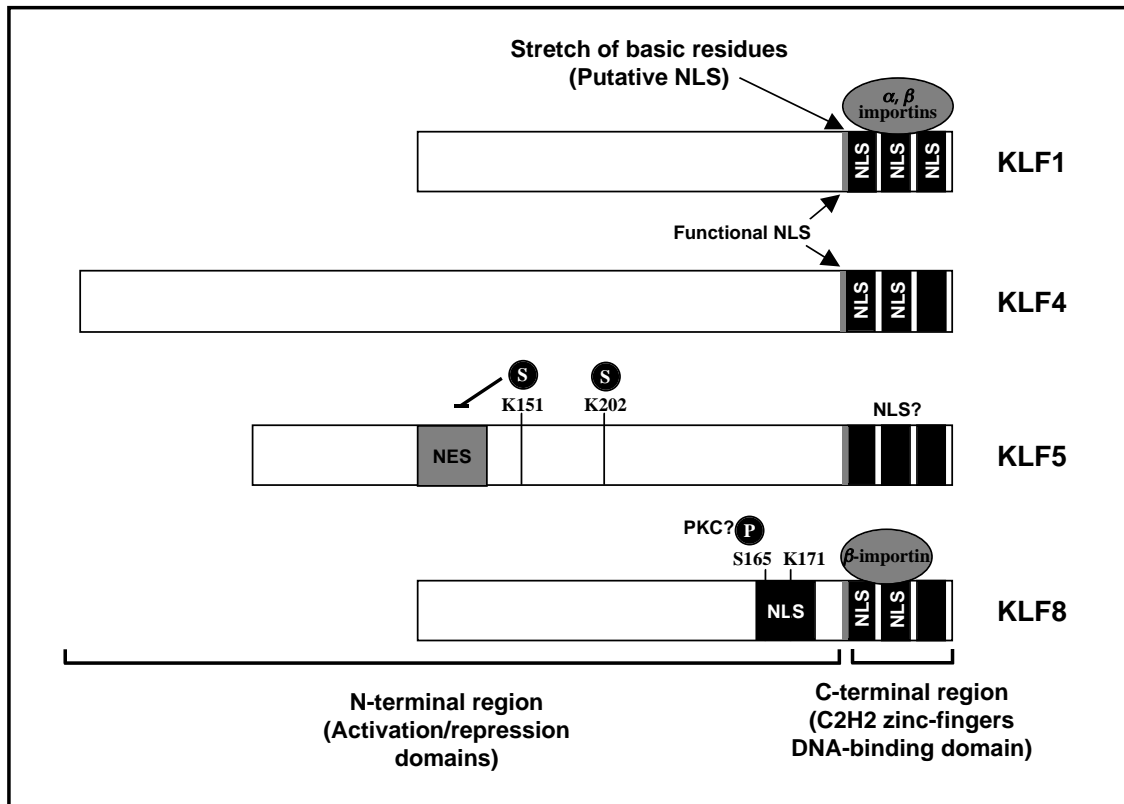 Stretch of basic residues
(Putative NLS)
α, β
importins
NLS
NLS
NLS
KLF1
Functional NLS
NLS
NLS
KLF4
S
S
K151
K202
NLS?
NES
KLF5
PKC?
P
S165
K171
β-importin
NLS
NLS
NLS
KLF8
N-terminal region
(Activation/repression
domains)
C-terminal region
(C2H2 zinc-fingers
DNA-binding domain)